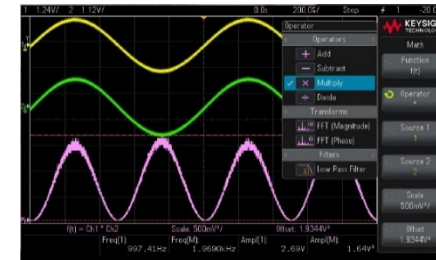 1 1.24V/ 2 1.12V/ 0.0s 200.0%/ Stop
Operator
Operators
+ Add
− Subtract
✓ × Multiply
÷ Divide
Transforms
FFT (Magnitude)
FFT (Phase)
Filters
Low Pass Filter
KEYSIG
TECHNOLO
Math
Function
f(t)
Operator
*
Source 1
1
Source 2
2
Scale
500mV²/
Offset
1.9344V²
f(t) = Ch1 * Ch2 Scale: 500mV²/ Offset: 1.9344V²
Freq(1): Freq(M): Ampl(1): Ampl(M):
997.41Hz 1.9690kHz 2.69V 1.64V²